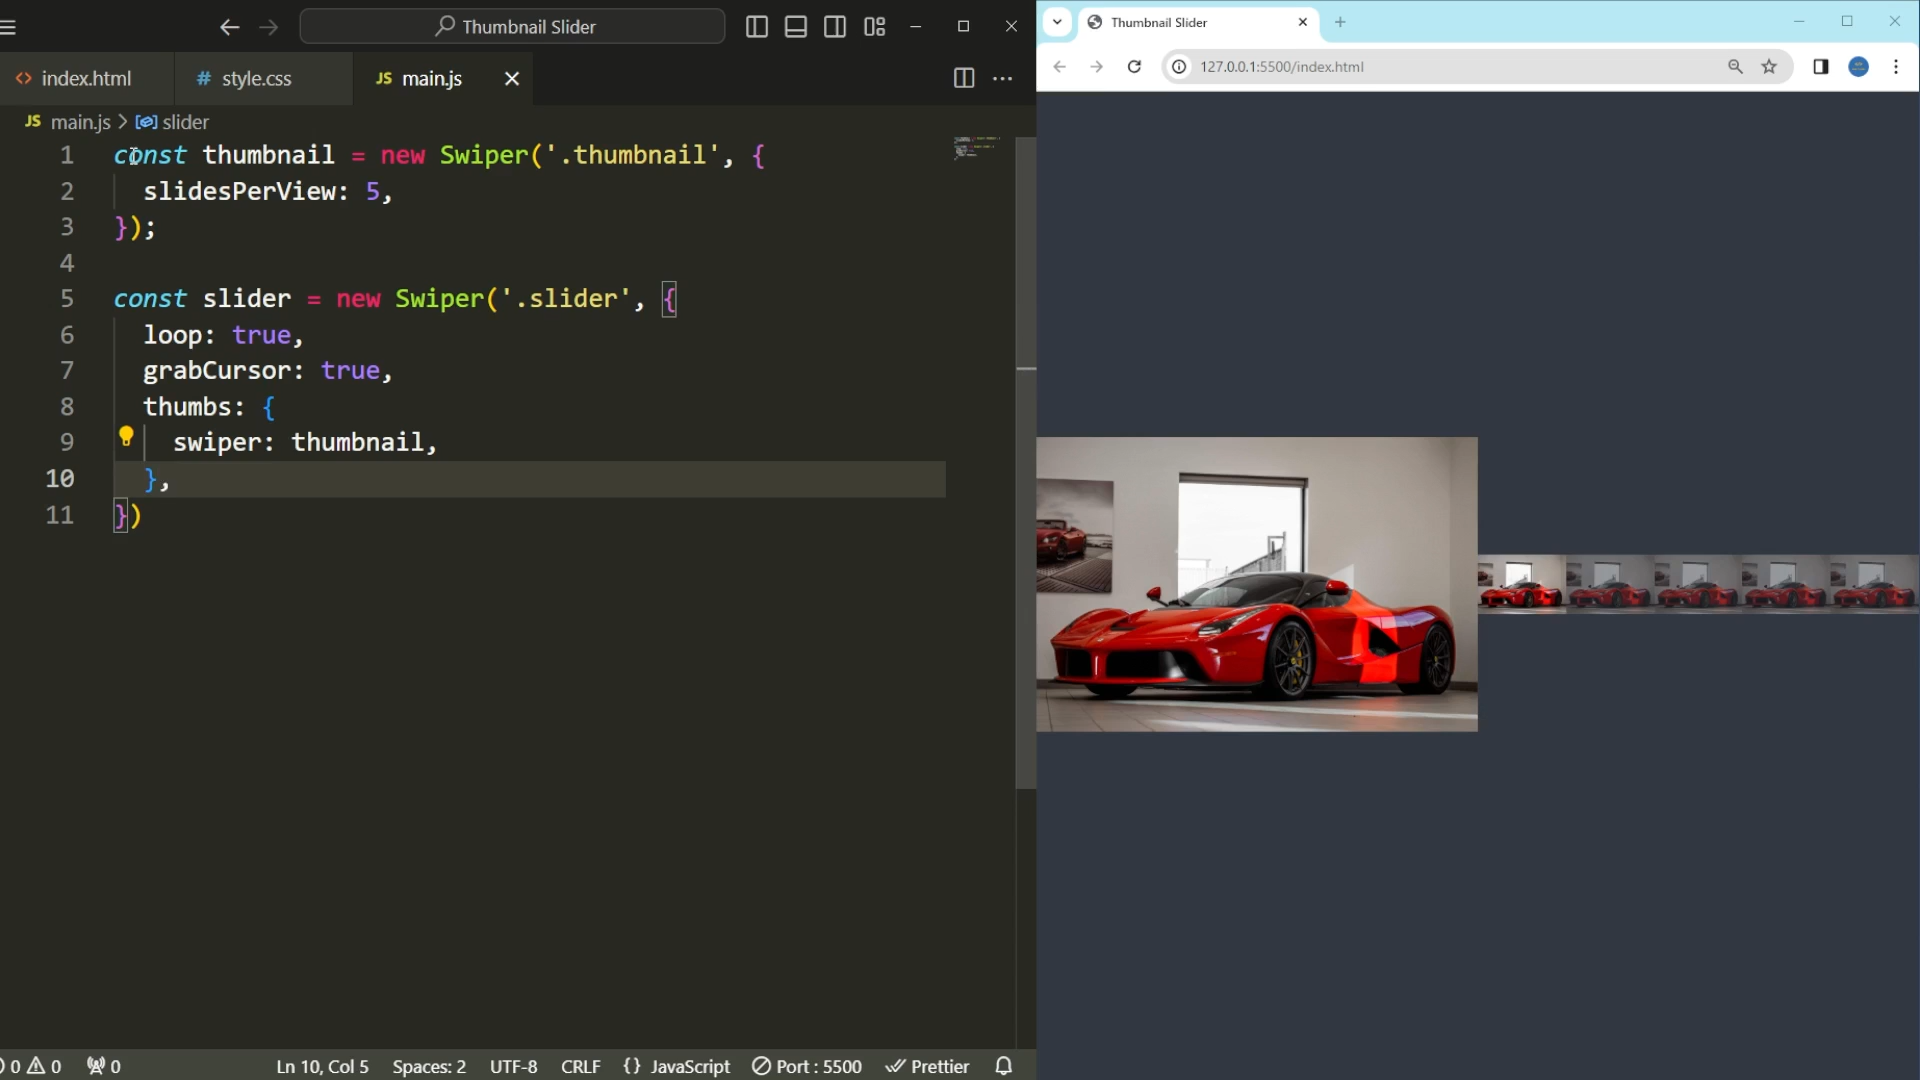 Thumbnail Slider
index.html
# style.css
JS main.js
JS main.js > slider
1 const thumbnail = new Swiper('.thumbnail', {
2 slidesPerView: 5,
3 });
4
5 const slider = new Swiper('.slider', {
6 loop: true,
7 grabCursor: true,
8 thumbs: {
9 swiper: thumbnail,
10 },
11 })
0 0 0 Ln 10, Col 5 Spaces: 2 UTF-8 CRLF {} JavaScript Port : 5500 Prettier
Thumbnail Slider
127.0.0.1:5500/index.html